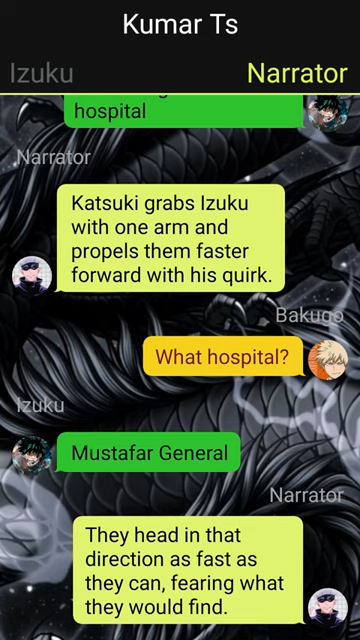 Kumar Ts
Izuku
Narrator
hospital
Narrator
Katsuki grabs Izuku
with one arm and
propels them faster
forward with his quirk.
Bakugo
What hospital?
Izuku
Mustafar General
Narrator
They head in that
direction as fast as
they can, fearing what
they would find.